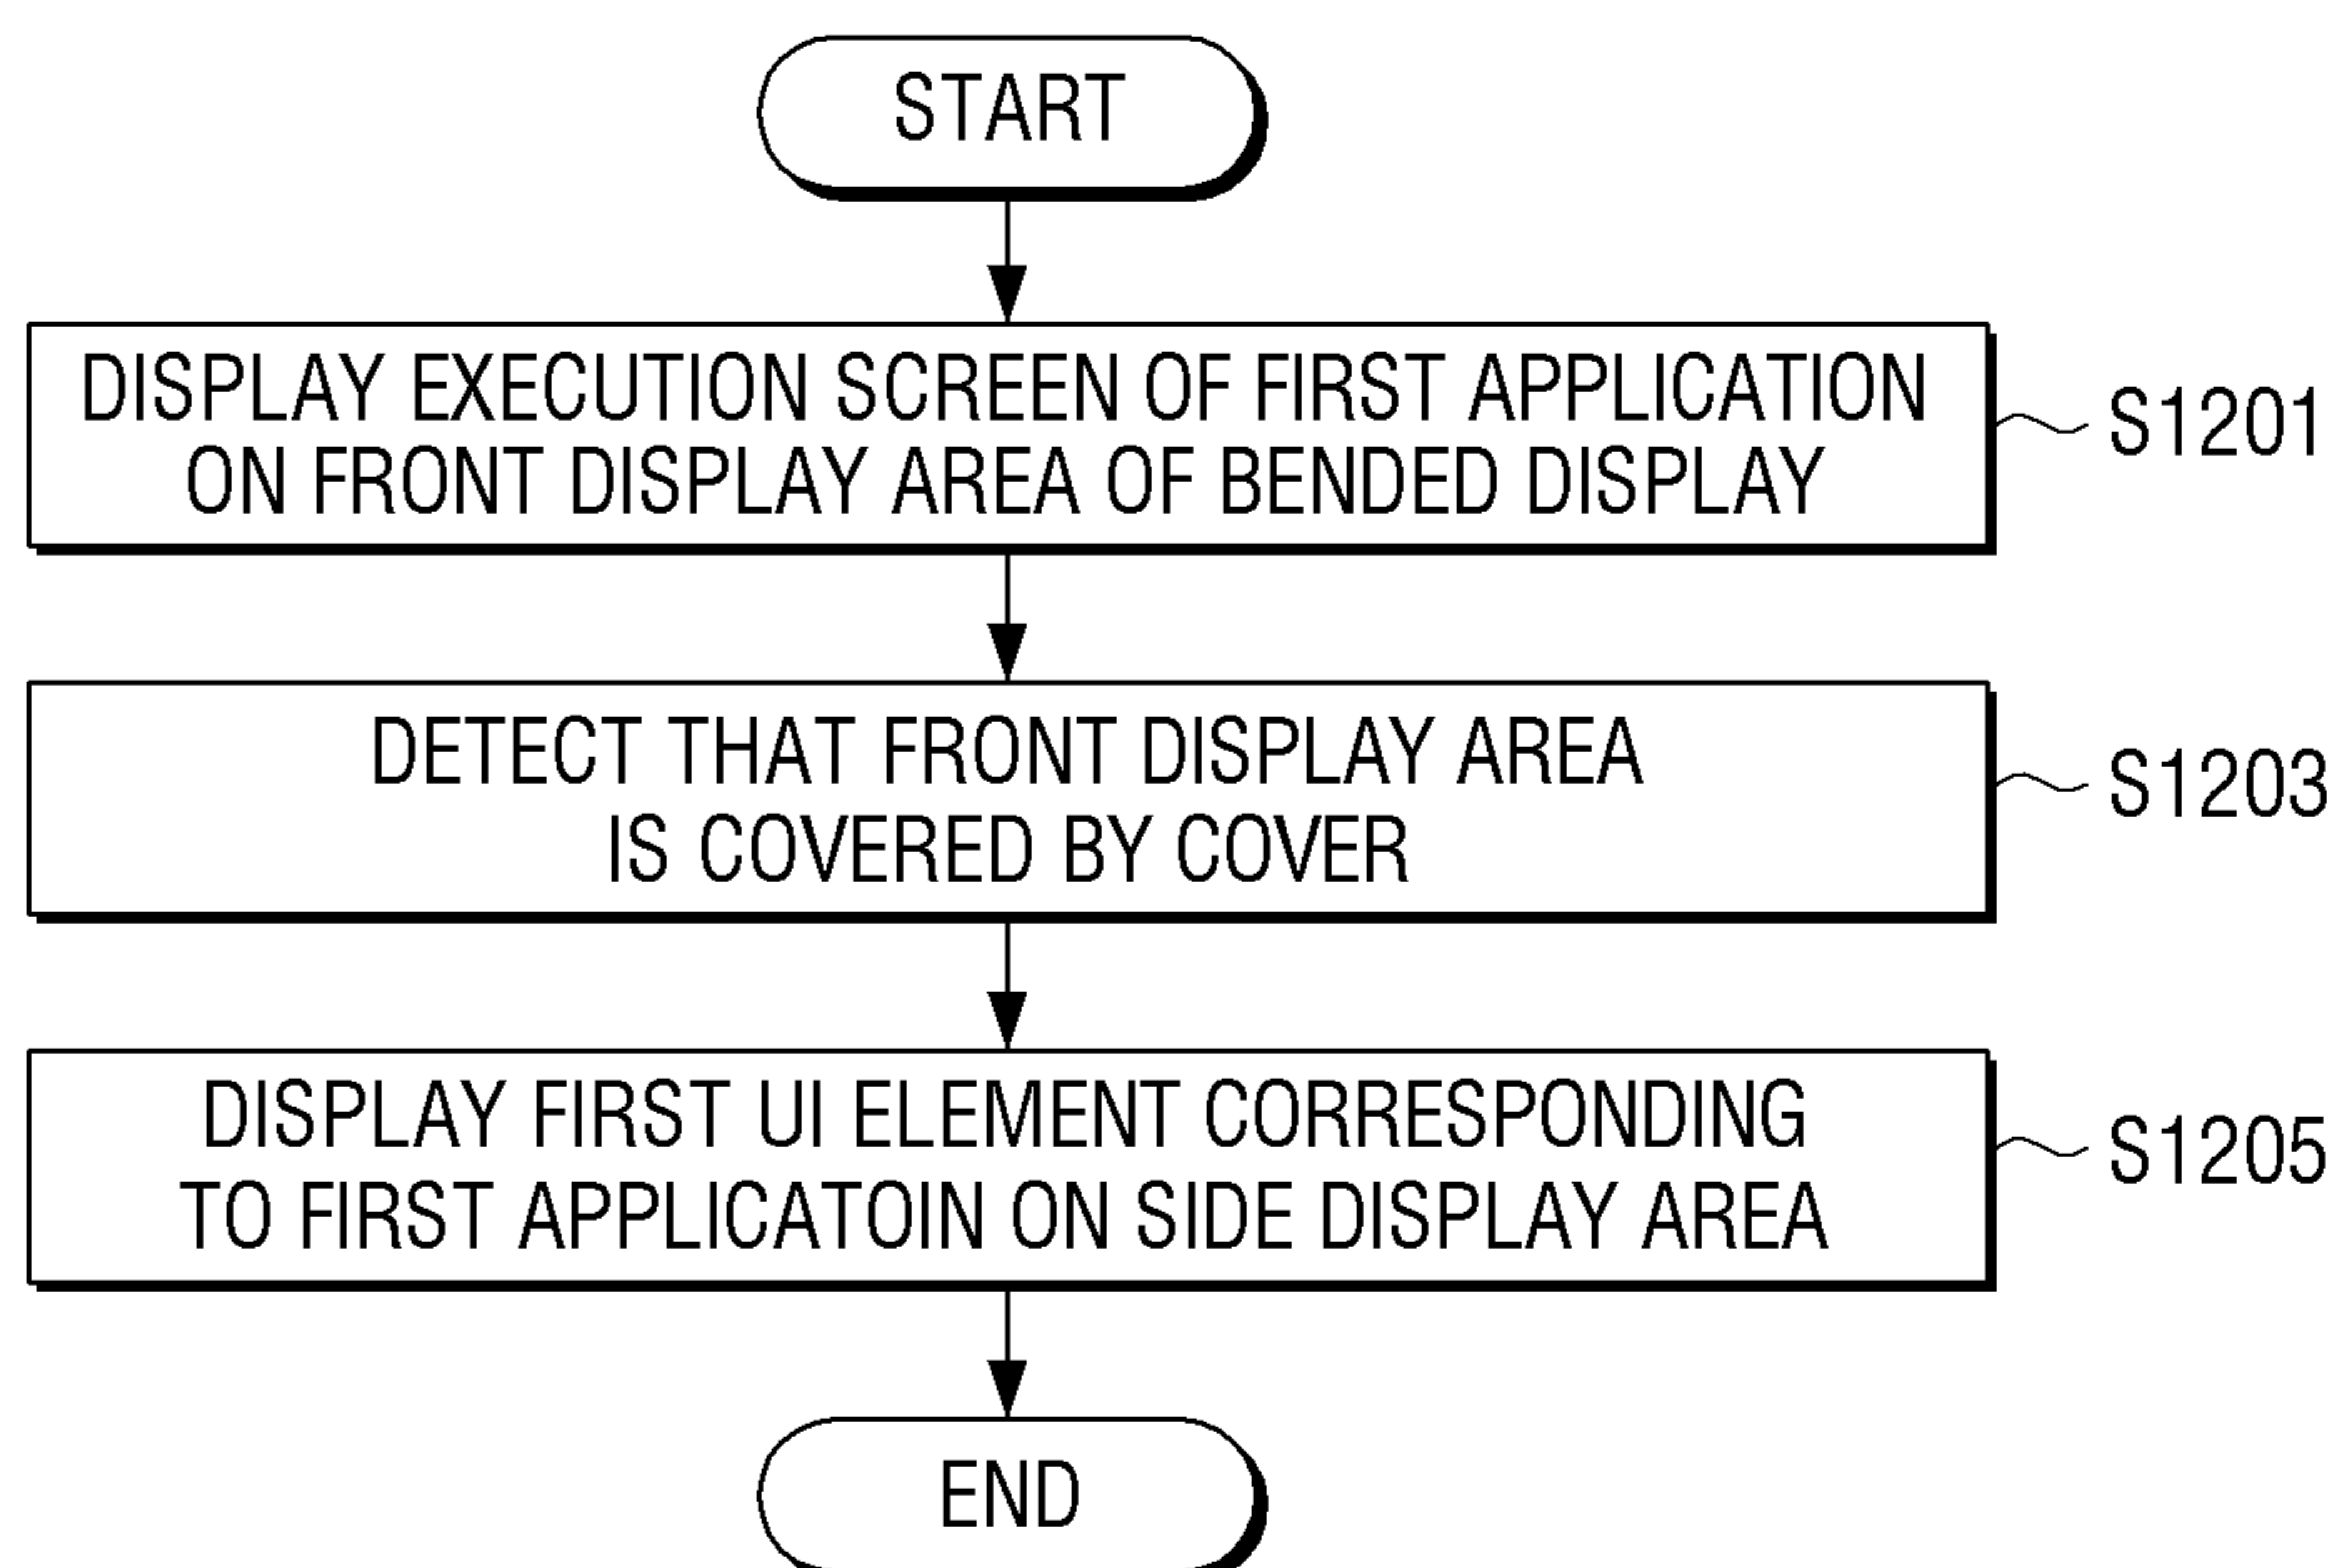 START
DISPLAY EXECUTION SCREEN OF FIRST APPLICATION
ON FRONT DISPLAY AREA OF BENDED DISPLAY
S1201
DETECT THAT FRONT DISPLAY AREA
IS COVERED BY COVER
S1203
DISPLAY FIRST UI ELEMENT CORRESPONDING
TO FIRST APPLICATOIN ON SIDE DISPLAY AREA
S1205
END